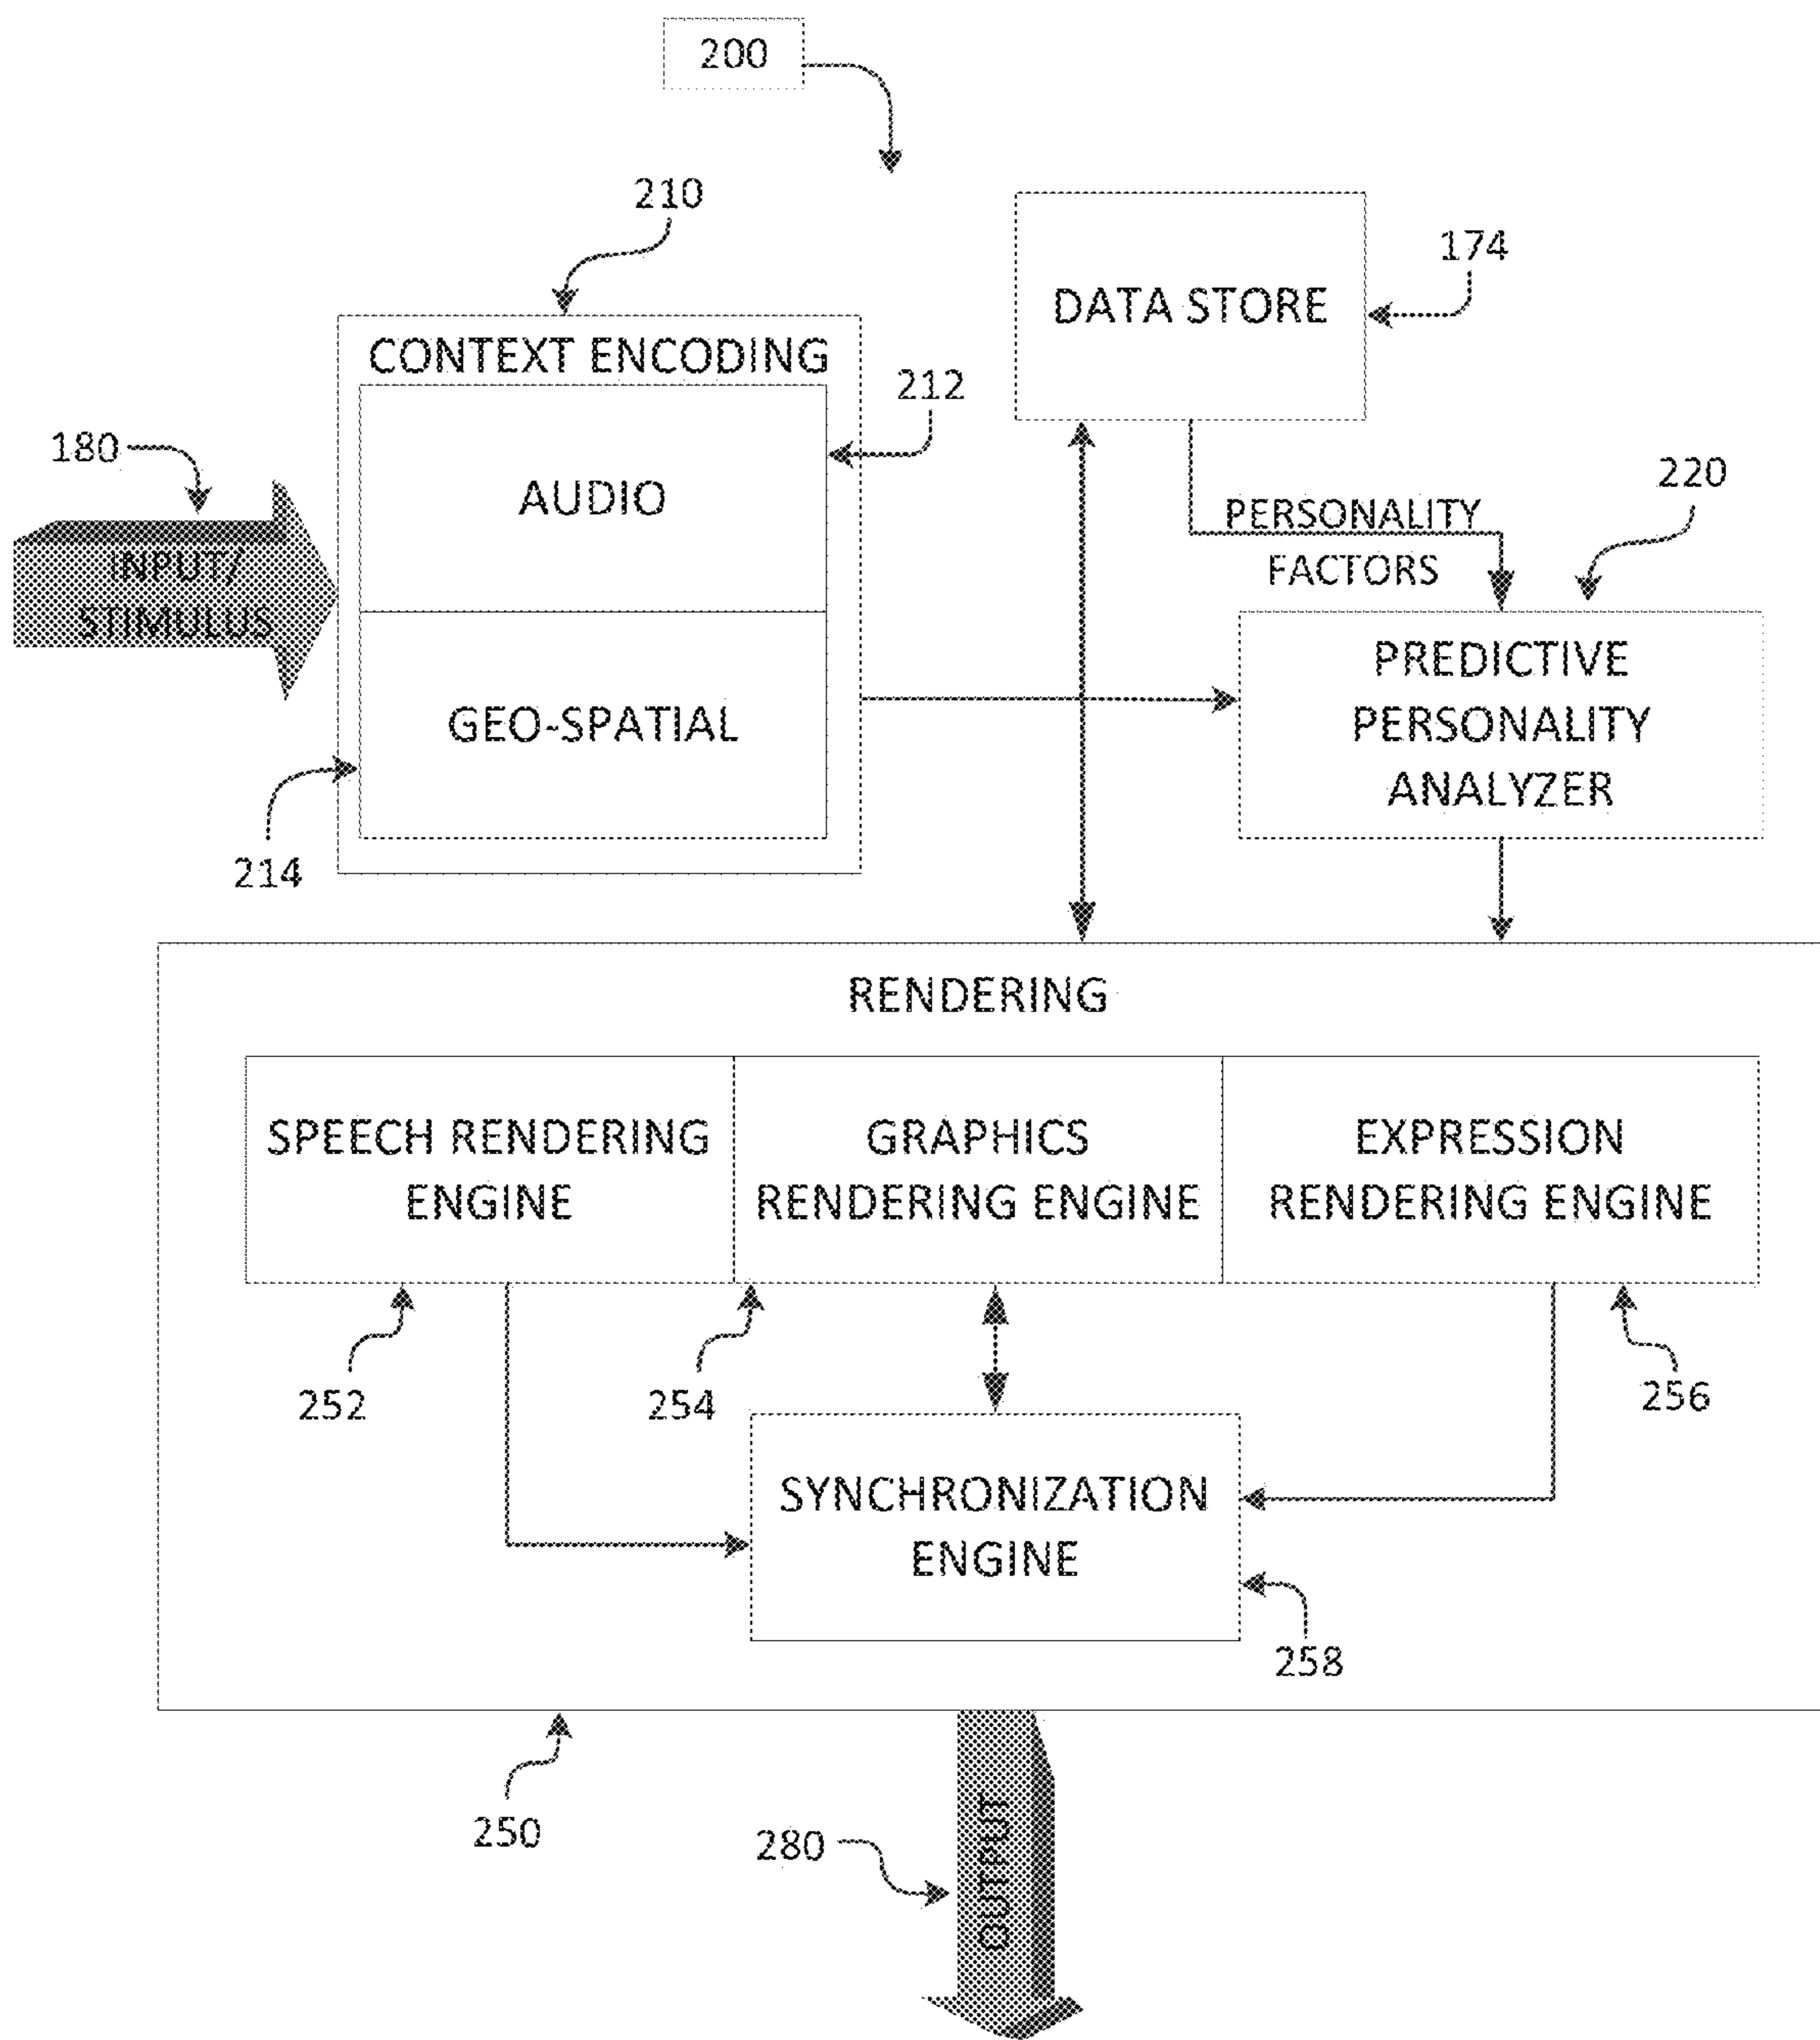 200
210
DATA STORE
174
CONTEXT ENCODING
212
180
AUDIO
INPUT/
STIMULUS
PERSONALITY
FACTORS
220
GEO-SPATIAL
214
PREDICTIVE
PERSONALITY
ANALYZER
RENDERING
SPEECH RENDERING
ENGINE
GRAPHICS
RENDERING ENGINE
EXPRESSION
RENDERING ENGINE
252
254
256
SYNCHRONIZATION
ENGINE
258
250
280
OUTPUT